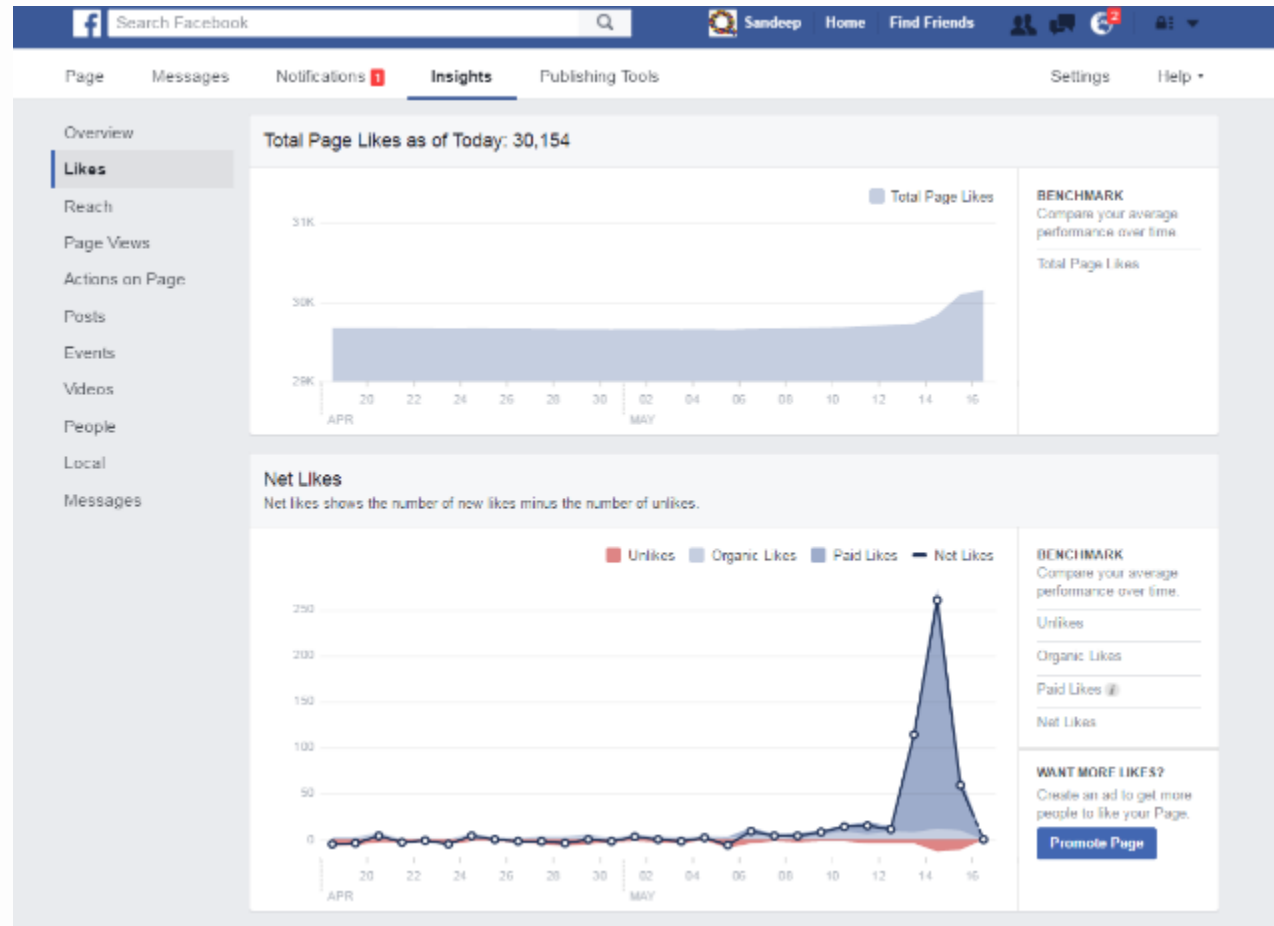 f Search Facebook Sandeep Home Find Friends 2
Page Messages Notifications 1 Insights Publishing Tools Settings Help
Overview
Likes
Reach
Page Views
Actions on Page
Posts
Events
Videos
People
Local
Messages
Total Page Likes as of Today: 30,154
Total Page Likes
31K
30K
29K
20 22 24 26 28 30 02 04 06 08 10 12 14 16
APR MAY
BENCHMARK
Compare your average
performance over time.
Total Page Likes
Net Likes
Net likes shows the number of new likes minus the number of unlikes.
Unlikes Organic Likes Paid Likes Net Likes
250
200
150
100
50
0
20 22 24 26 28 30 02 04 06 08 10 12 14 16
APR MAY
BENCHMARK
Compare your average
performance over time.
Unlikes
Organic Likes
Paid Likes i
Net Likes
WANT MORE LIKES?
Create an ad to get more
people to like your Page.
Promote Page